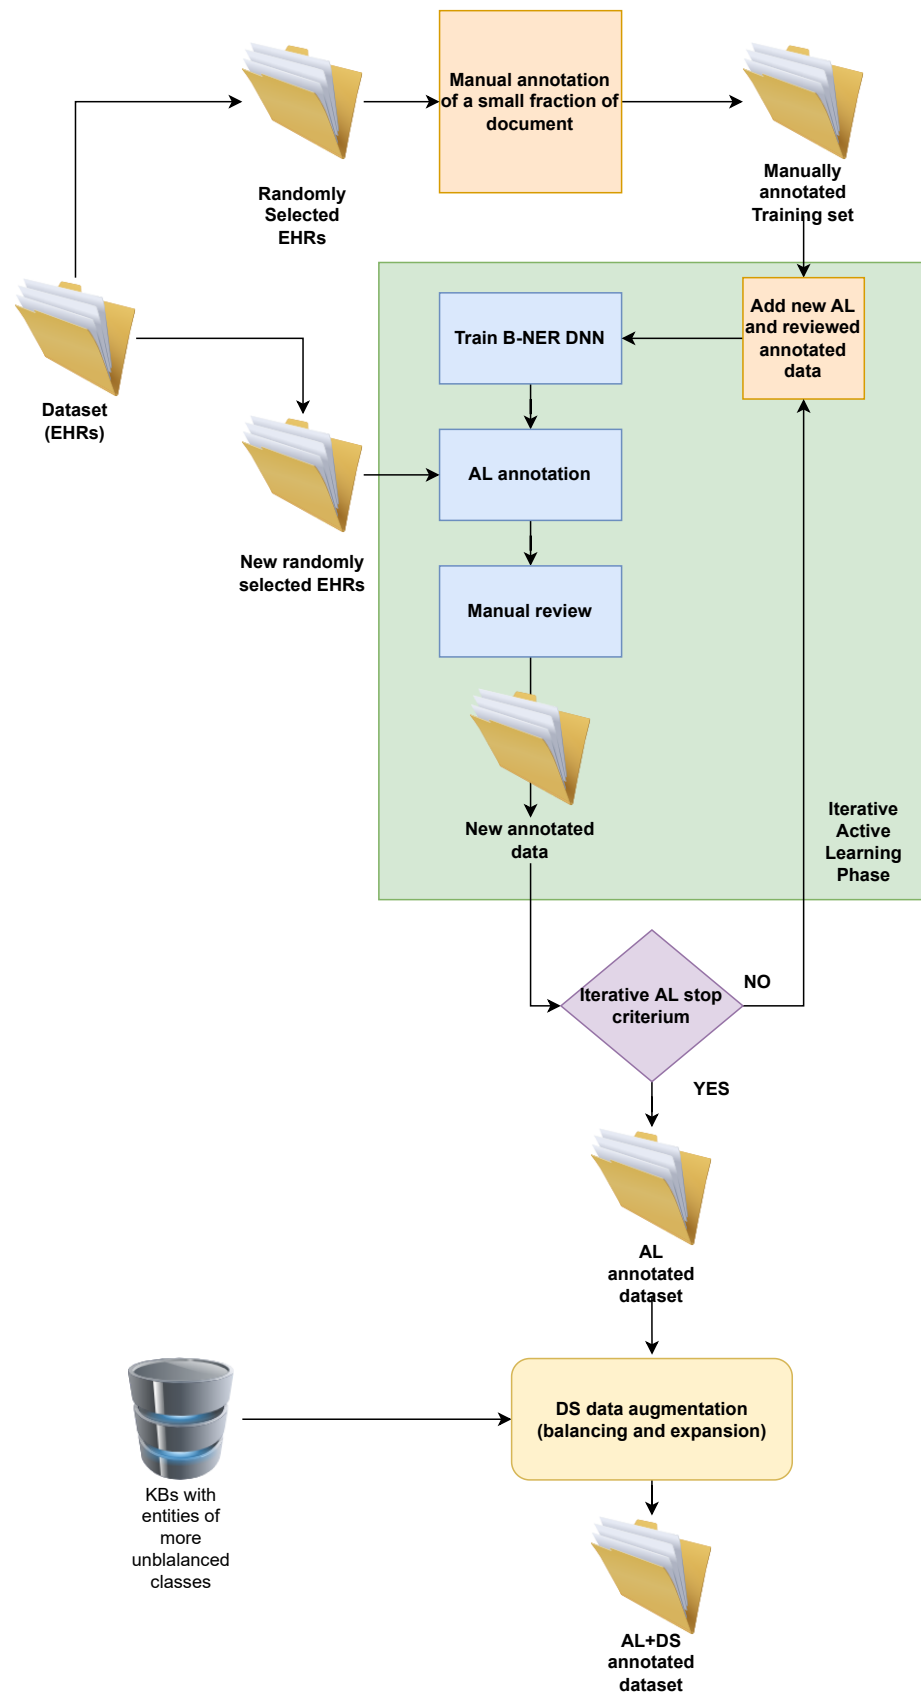 Manual annotation
of a small fraction of
document
Randomly
Selected
EHRs
Manually
annotated
Training set
Dataset
(EHRs)
Train B-NER DNN
Add new AL
and reviewed
annotated
data
AL annotation
New randomly
selected EHRs
Manual review
New annotated
data
Iterative
Active
Learning
Phase
Iterative AL stop
criterium
NO
YES
AL
annotated
dataset
DS data augmentation
(balancing and expansion)
KBs with
entities of
more
unblalanced
classes
AL+DS
annotated
dataset